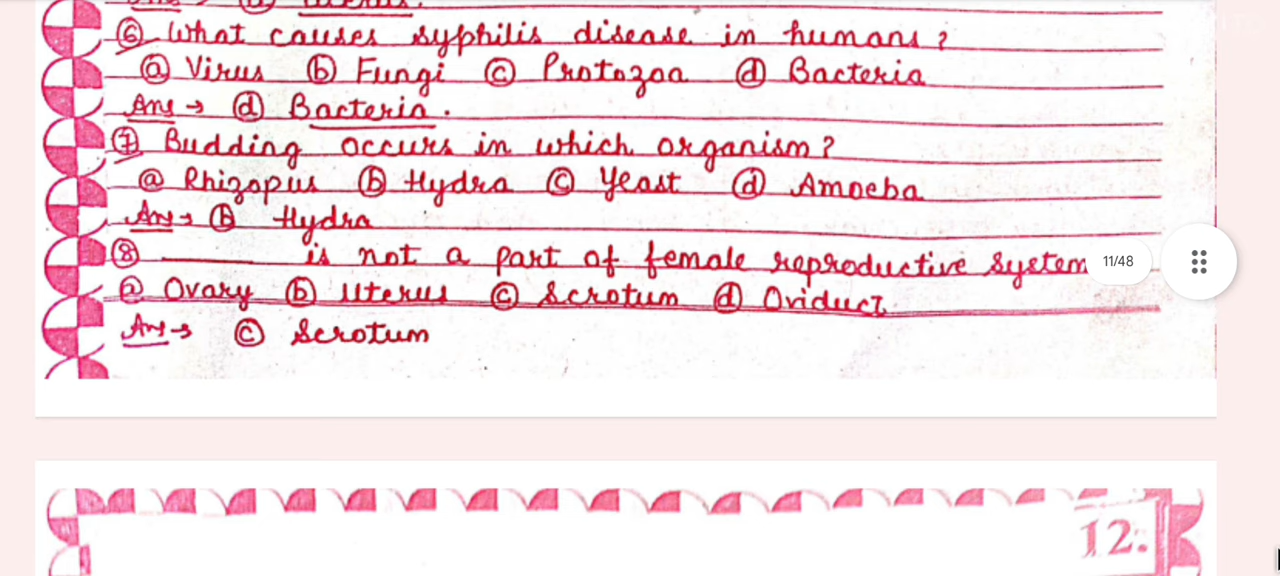 ⑥ What causes syphilis disease in humans?
ⓐ Virus ⓑ Fungi ⓒ Protozoa ⓓ Bacteria
Ans → ⓓ Bacteria.
⑦ Budding occurs in which organism?
ⓐ Rhizopus ⓑ Hydra ⓒ Yeast ⓓ Amoeba
Ans → ⓑ Hydra
⑧ ______ is not a part of female reproductive system
11/48
ⓐ Ovary ⓑ Uterus ⓒ Scrotum ⓓ Oviduct
Ans → ⓒ Scrotum
12.